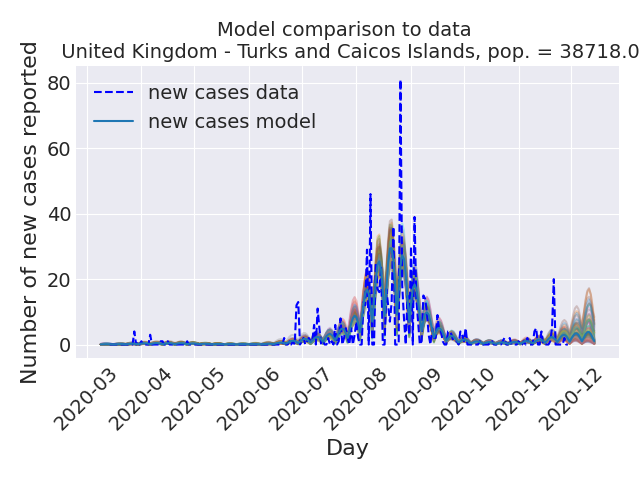 Model comparison to data
United Kingdom - Turks and Caicos Islands, pop. = 38718.0
Number of new cases reported
80
60
40
20
0
new cases data
new cases model
2020-03
2020-04
2020-05
2020-06
2020-07
2020-08
2020-09
2020-10
2020-11
2020-12
Day